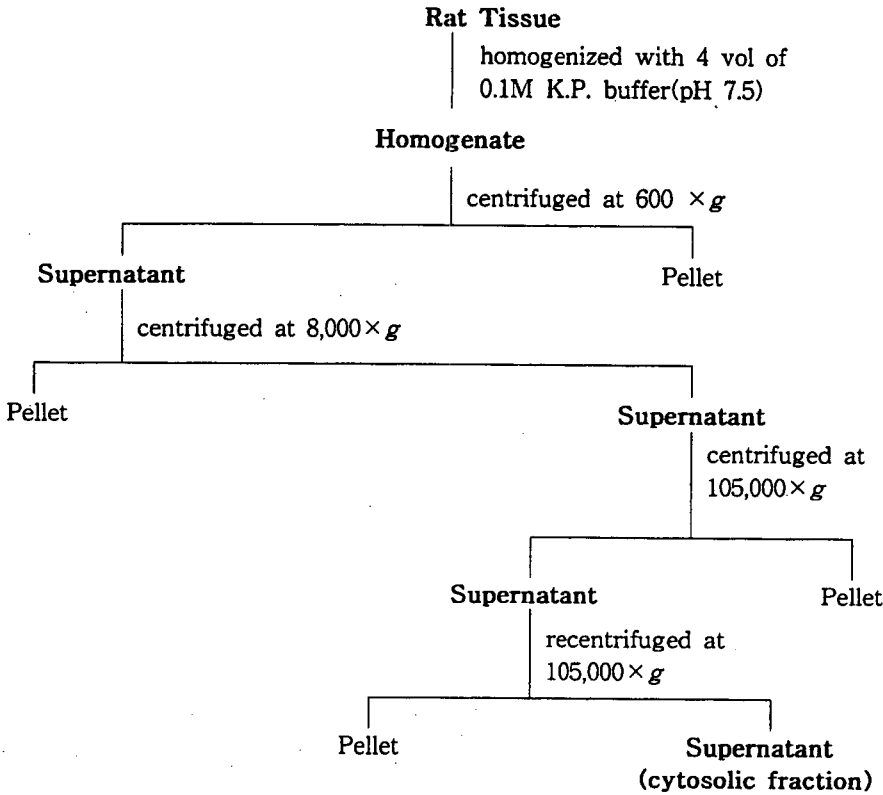 Rat Tissue
homogenized with 4 vol of
0.1M K.P. buffer(pH 7.5)
Homogenate
centrifuged at 600 ×g
Supernatant
Pellet
centrifuged at 8,000×g
Pellet
Supernatant
centrifuged at
105,000×g
Supernatant
Pellet
recentrifuged at
105,000×g
Pellet
Supernatant
(cytosolic fraction)